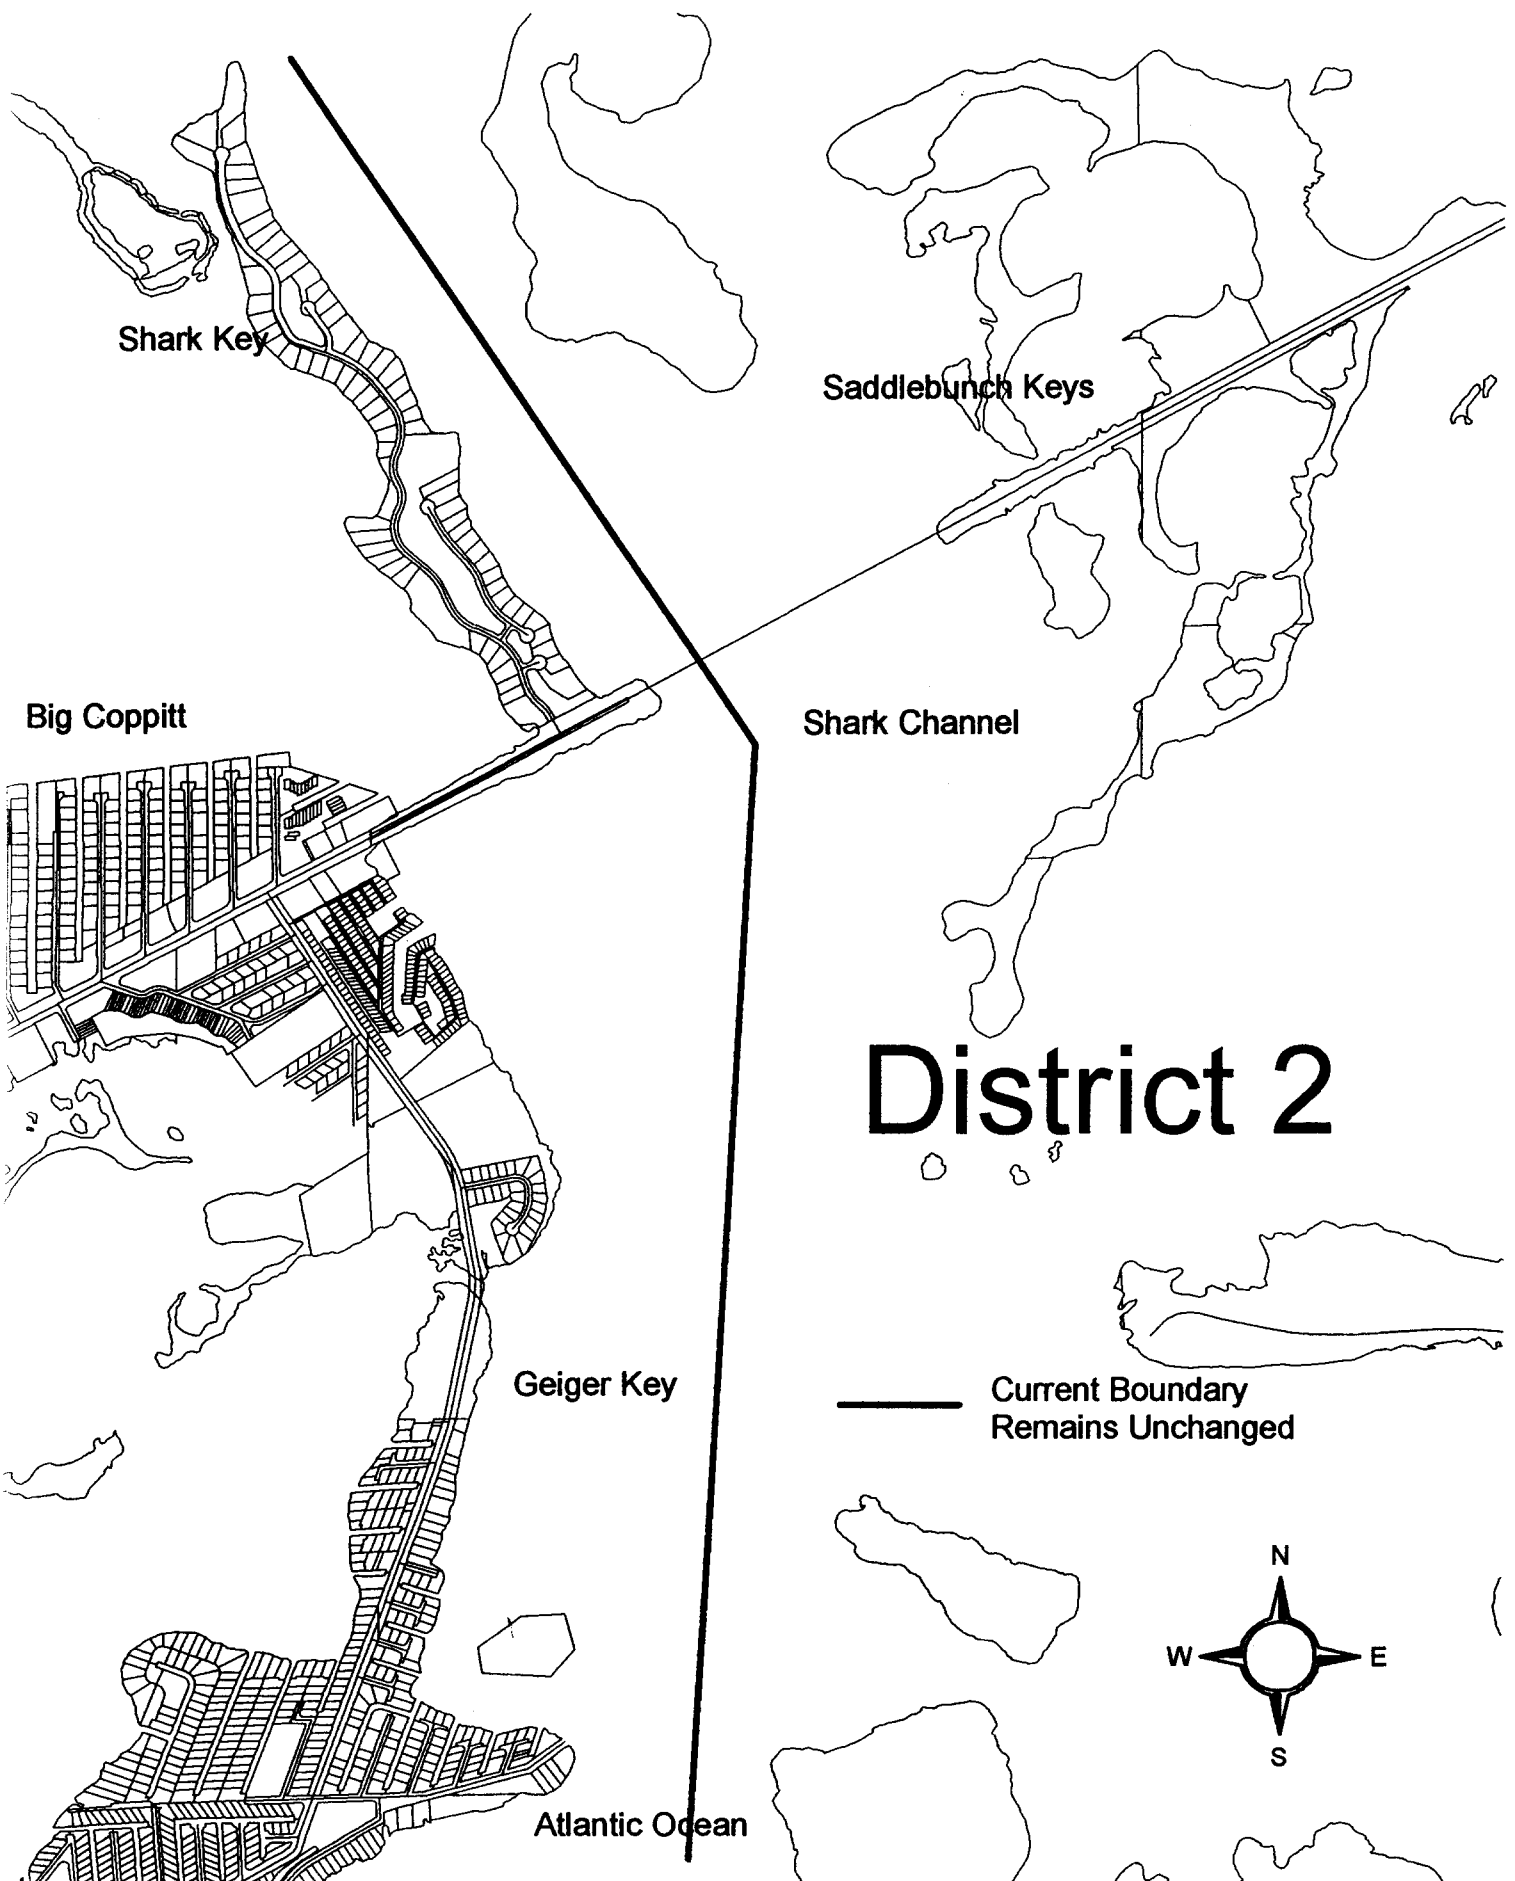 Shark Key
Saddlebunch Keys
Big Coppitt
Shark Channel
District 2
Geiger Key
Current Boundary
Remains Unchanged
N
W
E
S
Atlantic Ocean